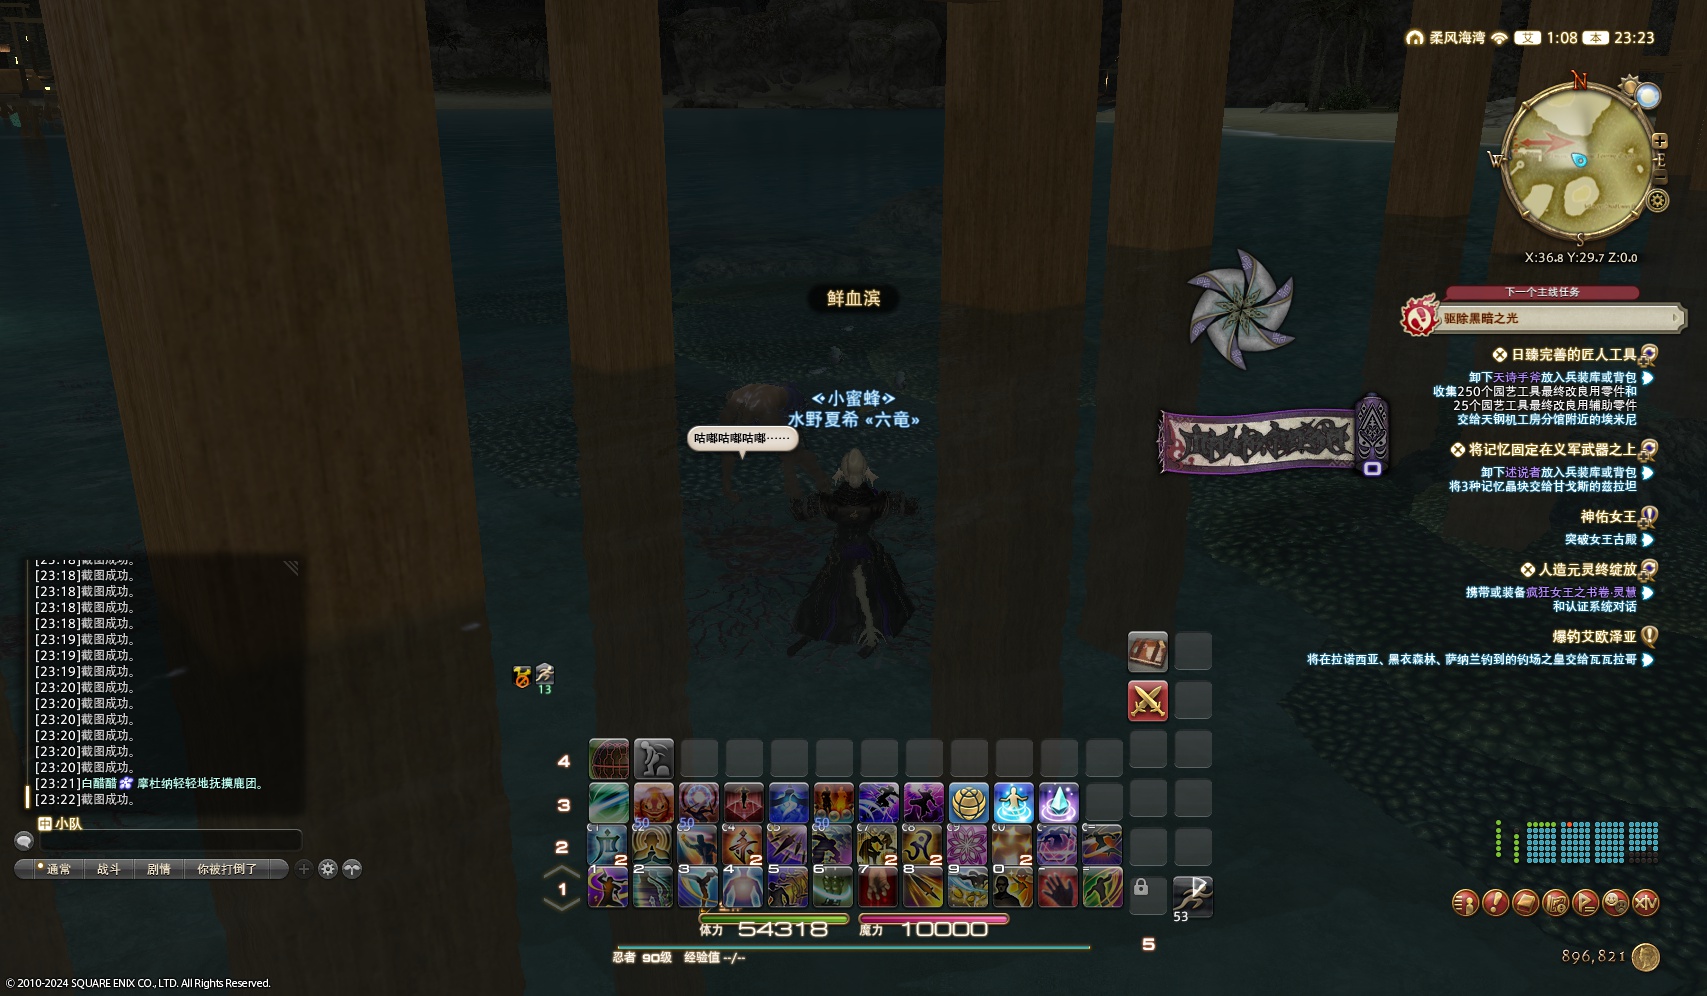 柔风海湾 艾 1:08 本 23:23
N
W
E
S
X:36.8 Y:29.7 Z:0.0
下一个主线任务
驱除黑暗之光
日臻完善的匠人工具
卸下天诗手斧放入兵装库或背包
收集250个园艺工具最终改良用零件和
25个园艺工具最终改良用辅助零件
交给天钢机工房分馆附近的埃米尼
将记忆固定在义军武器之上
卸下述说者放入兵装库或背包
将3种记忆晶块交给甘戈斯的兹拉坦
神佑女王
突破女王古殿
人造元灵终绽放
携带或装备疯狂女王之书卷·灵慧
和认证系统对话
爆钓艾欧泽亚
将在拉诺西亚、黑衣森林、萨纳兰钓到的钓场之皇交给瓦瓦拉哥
鲜血滨
小蜜蜂
水野夏希 «六竜»
咕嘟咕嘟咕嘟……
[23:18]截图成功。
[23:18]截图成功。
[23:18]截图成功。
[23:18]截图成功。
[23:18]截图成功。
[23:19]截图成功。
[23:19]截图成功。
[23:19]截图成功。
[23:20]截图成功。
[23:20]截图成功。
[23:20]截图成功。
[23:20]截图成功。
[23:20]截图成功。
[23:20]截图成功。
[23:21]白醋醋 摩杜纳轻轻地抚摸鹿团。
[23:22]截图成功。
中 小队
通常 战斗 剧情 你被打倒了
13
4
3
2
1
53
5
体力 54318 魔力 10000
忍者 90级 经验值 --/--
896,821
© 2010-2024 SQUARE ENIX CO., LTD. All Rights Reserved.